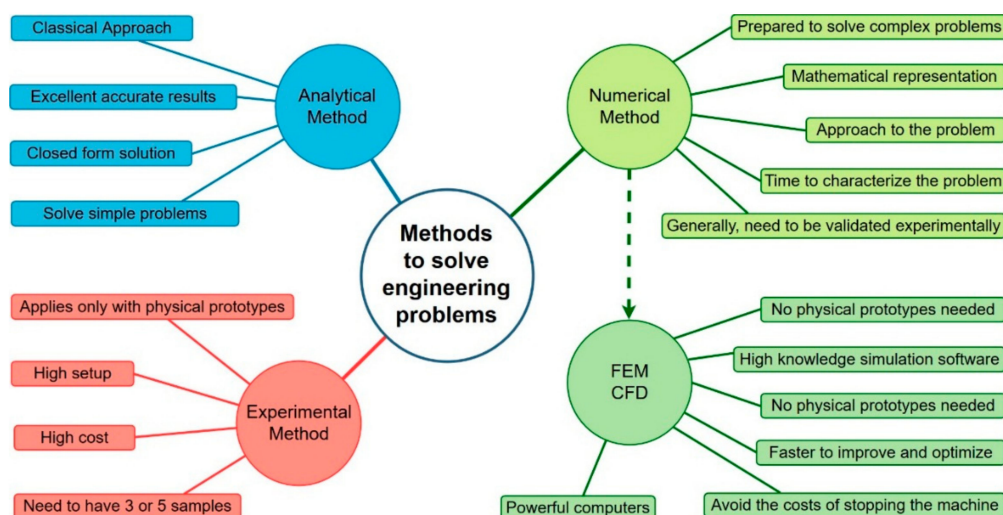 Classical Approach
Excellent accurate results
Closed form solution
Solve simple problems
Analytical
Method
Prepared to solve complex problems
Mathematical representation
Approach to the problem
Time to characterize the problem
Generally, need to be validated experimentally
Numerical
Method
Methods
to solve
engineering
problems
Applies only with physical prototypes
High setup
High cost
Need to have 3 or 5 samples
Experimental
Method
FEM
CFD
No physical prototypes needed
High knowledge simulation software
No physical prototypes needed
Faster to improve and optimize
Avoid the costs of stopping the machine
Powerful computers